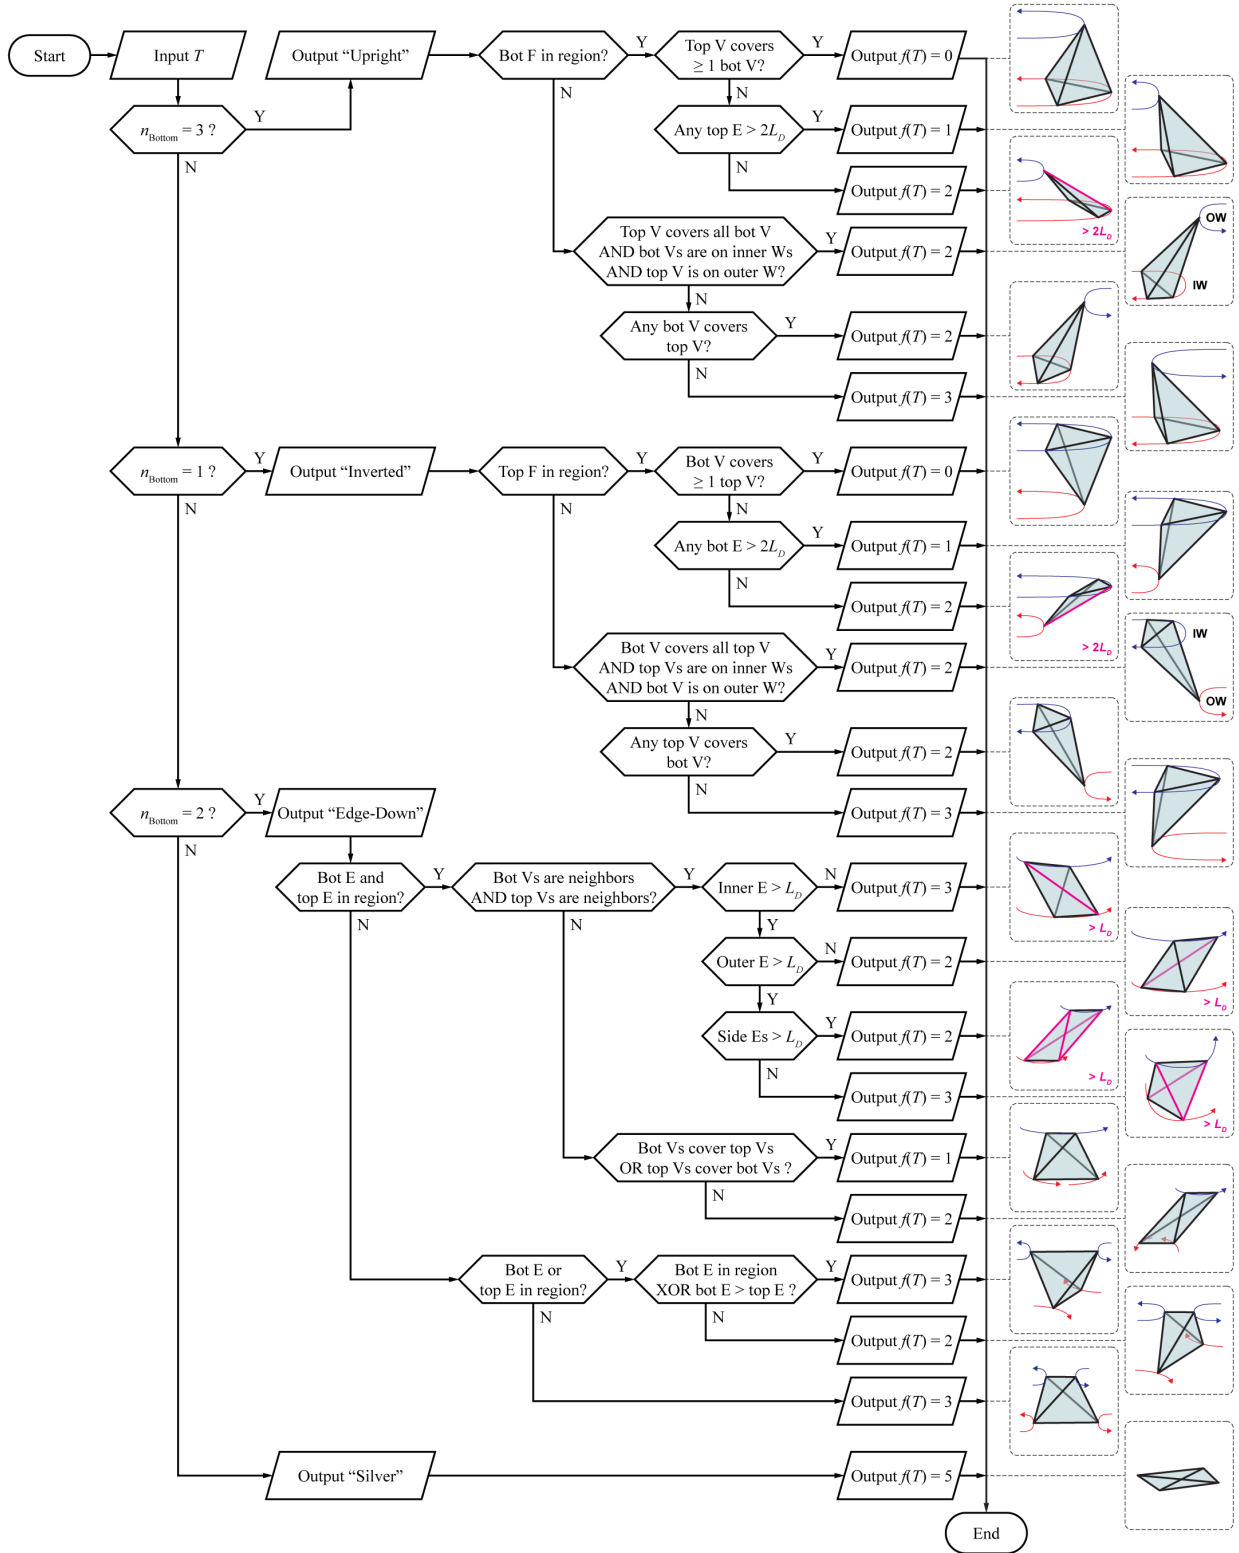 Start
Input T
Output “Upright”
Bot F in region?
Y
Top V covers
≥ 1 bot V?
Y
Output f(T) = 0
N
N
n_Bottom = 3 ?
Y
Any top E > 2L_D
Y
Output f(T) = 1
N
N
Output f(T) = 2
> 2L_D
Top V covers all bot V
AND bot Vs are on inner Ws
AND top V is on outer W?
Y
Output f(T) = 2
OW
IW
N
Any bot V covers
top V?
Y
Output f(T) = 2
N
Output f(T) = 3
n_Bottom = 1 ?
Y
Output “Inverted”
Top F in region?
Y
Bot V covers
≥ 1 top V?
Y
Output f(T) = 0
N
N
N
Any bot E > 2L_D
Y
Output f(T) = 1
N
Output f(T) = 2
> 2L_D
Bot V covers all top V
AND top Vs are on inner Ws
AND bot V is on outer W?
Y
Output f(T) = 2
IW
OW
N
Any top V covers
bot V?
Y
Output f(T) = 2
N
Output f(T) = 3
n_Bottom = 2 ?
Y
Output “Edge-Down”
N
Bot E and
top E in region?
Y
Bot Vs are neighbors
AND top Vs are neighbors?
Y
Inner E > L_D
N
Output f(T) = 3
> L_D
N
N
Y
Outer E > L_D
N
Output f(T) = 2
> L_D
Y
Side Es > L_D
Y
Output f(T) = 2
> L_D
N
Output f(T) = 3
> L_D
Bot Vs cover top Vs
OR top Vs cover bot Vs ?
Y
Output f(T) = 1
N
Output f(T) = 2
Bot E or
top E in region?
Y
Bot E in region
XOR bot E > top E ?
Y
Output f(T) = 3
N
N
Output f(T) = 2
Output f(T) = 3
Output “Silver”
Output f(T) = 5
End